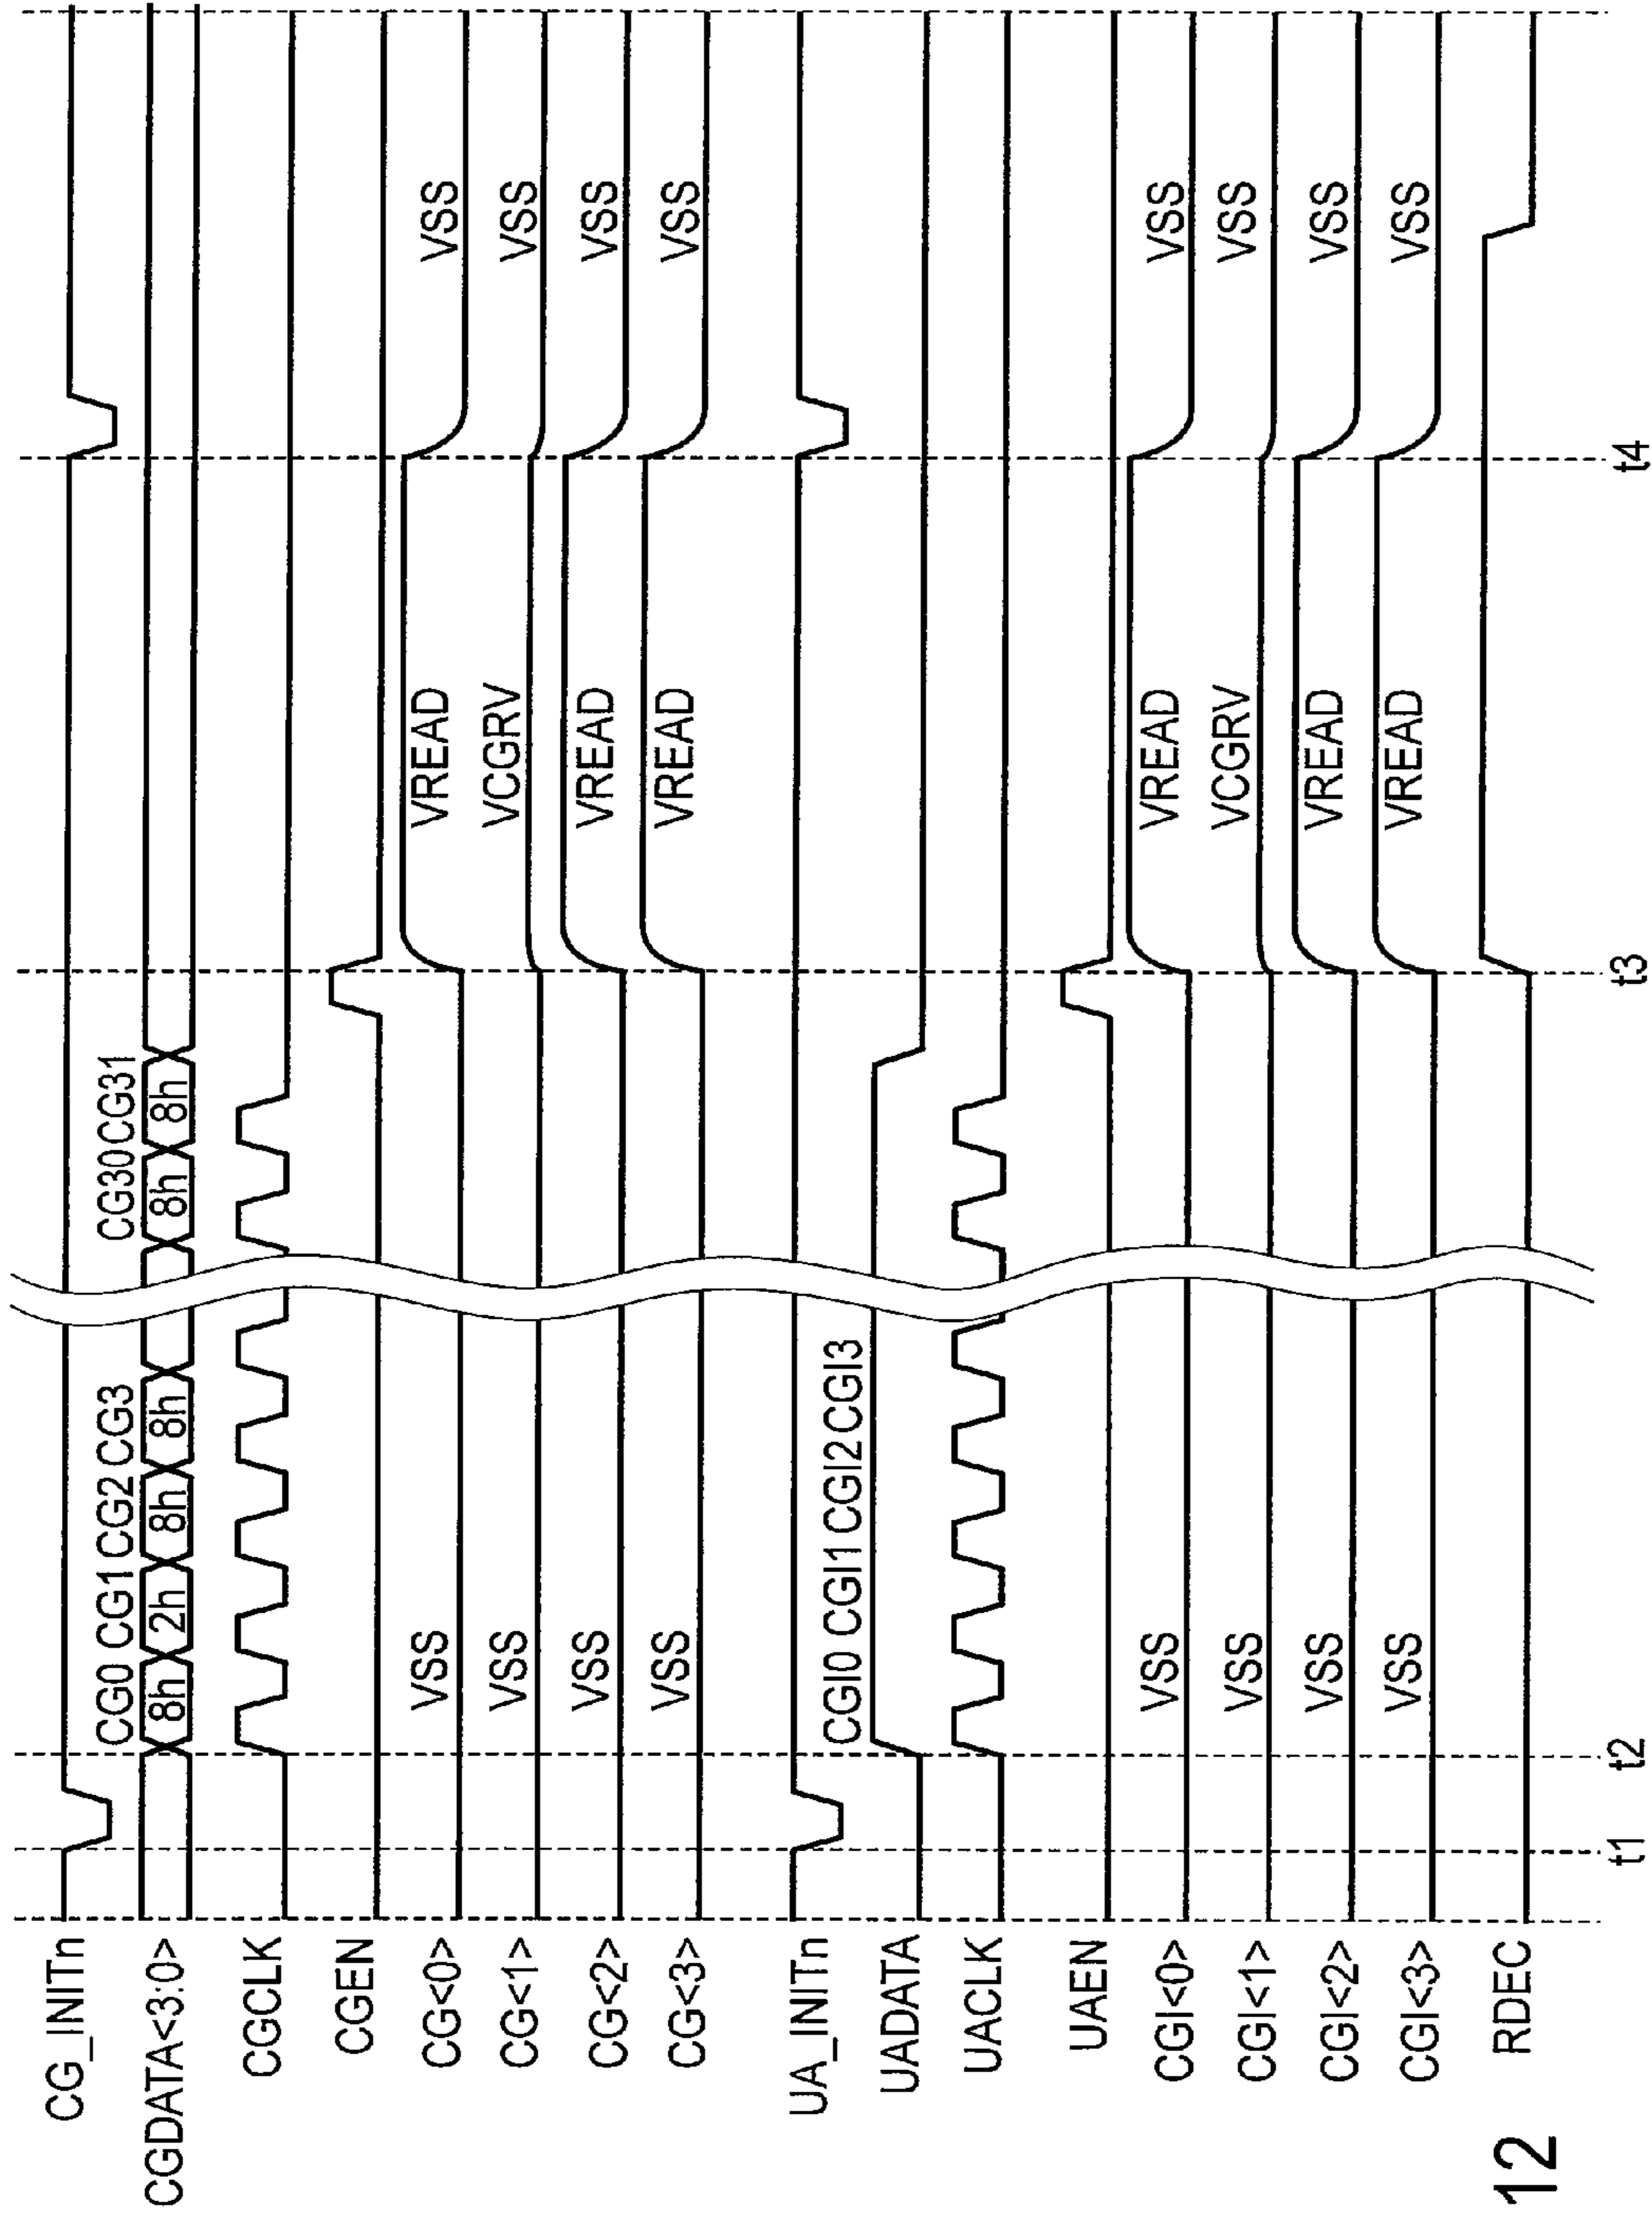 CG_INITn
CGDATA<3:0> CG0 CG1 CG2 CG3 CG30 CG31
8h 2h 8h 8h 8h 8h
CGCLK
CGEN
CG<0> VSS VREAD VSS
CG<1> VSS VCGRV VSS
CG<2> VSS VREAD VSS
CG<3> VSS VREAD VSS
UA_INITn
UADATA CGI0 CGI1 CGI2 CGI3
UACLK
UAEN
CGI<0> VSS VREAD VSS
CGI<1> VSS VCGRV VSS
CGI<2> VSS VREAD VSS
CGI<3> VSS VREAD VSS
RDEC
t1 t2 t3 t4
12